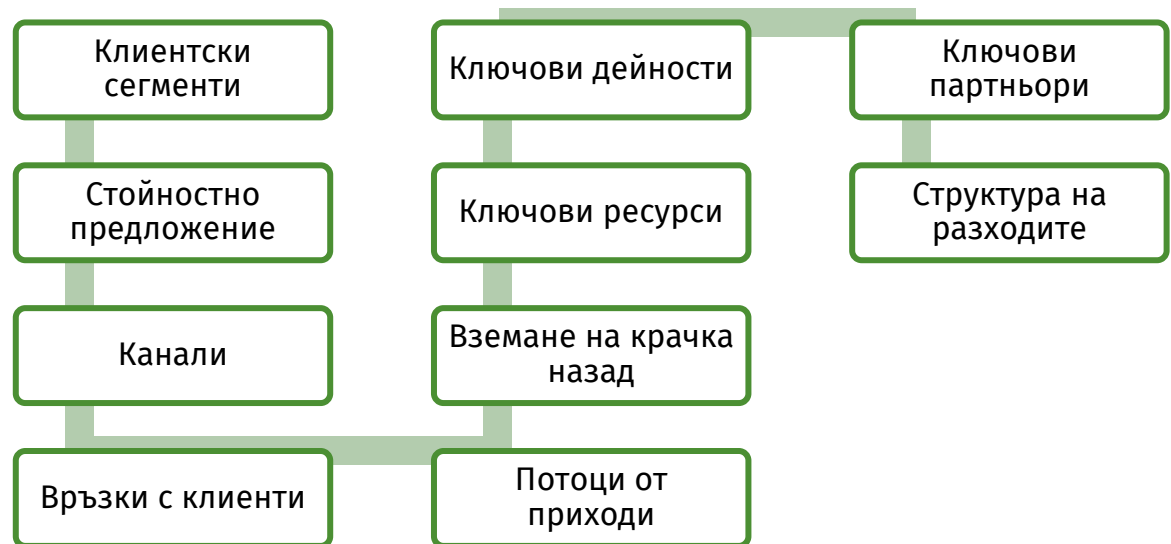 Клиентски
сегменти
Стойностно
предложение
Канали
Връзки с клиенти
Потоци от
приходи
Вземане на крачка
назад
Ключови ресурси
Ключови дейности
Ключови
партньори
Структура на
разходите